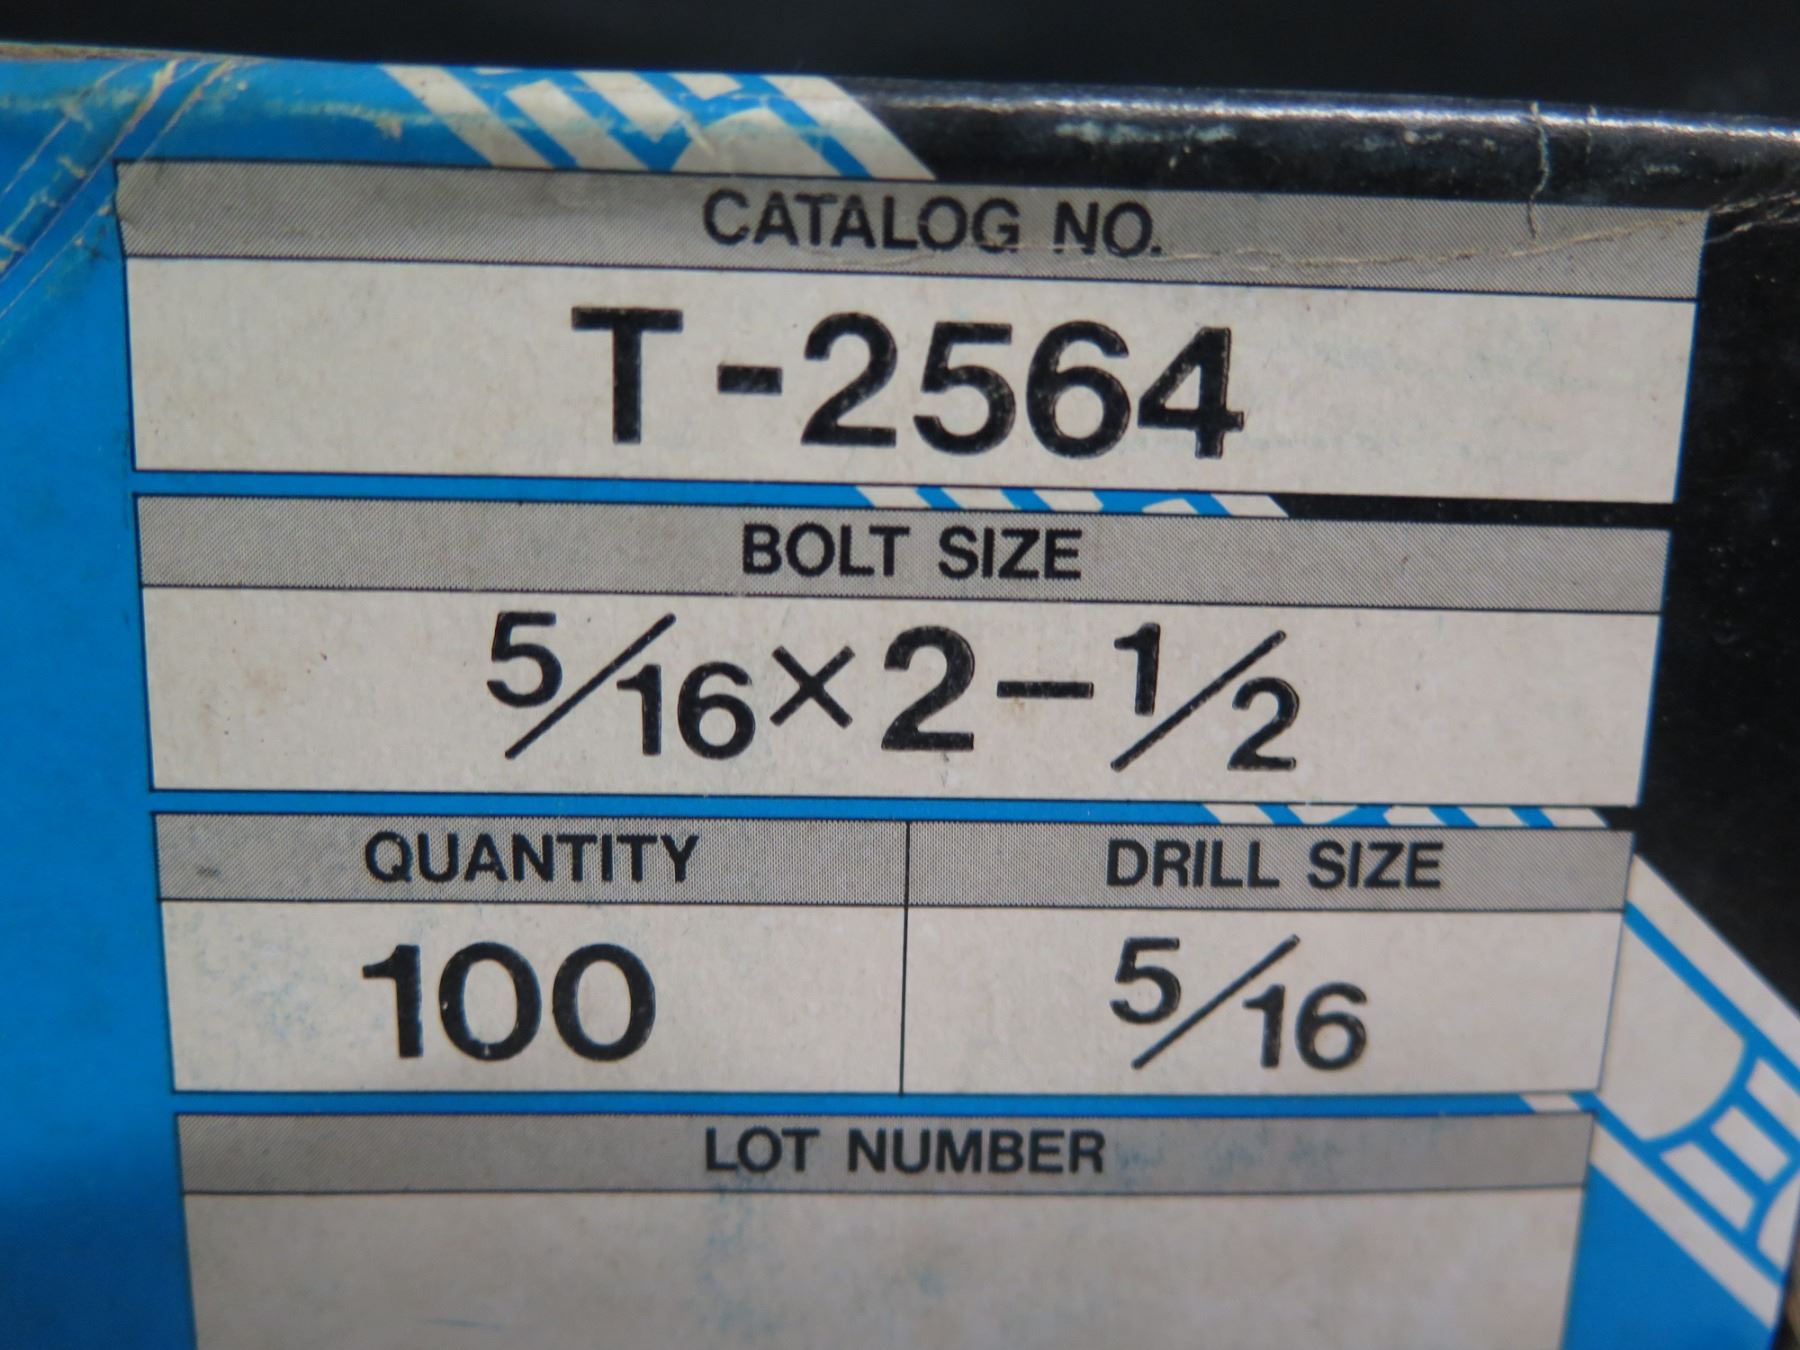 CATALOG NO.
T-2564
BOLT SIZE
5/16×2-1/2
QUANTITY
100
DRILL SIZE
5/16
LOT NUMBER